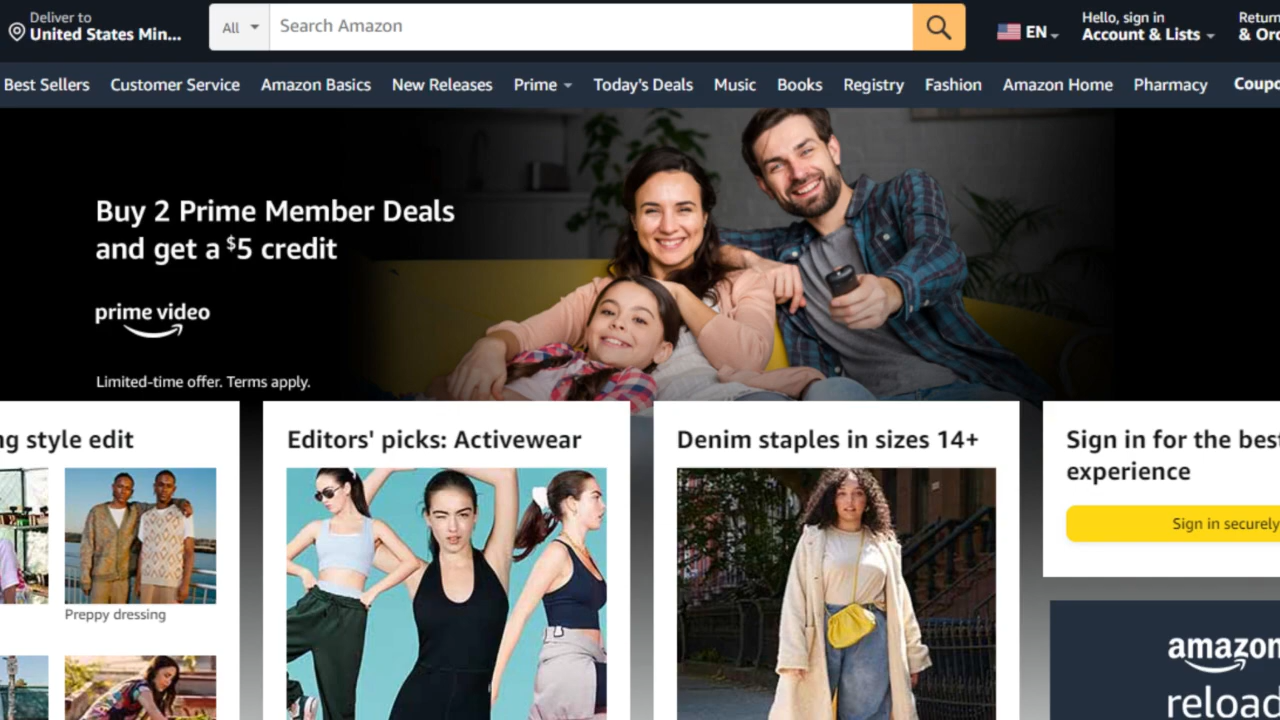 Deliver to
United States Min...
All
Search Amazon
EN
Hello, sign in
Account & Lists
Return
& Or
Best Sellers
Customer Service
Amazon Basics
New Releases
Prime
Today's Deals
Music
Books
Registry
Fashion
Amazon Home
Pharmacy
Coupo
Buy 2 Prime Member Deals
and get a $5 credit
prime video
Limited-time offer. Terms apply.
ng style edit
Preppy dressing
Editors' picks: Activewear
Denim staples in sizes 14+
Sign in for the best
experience
Sign in securely
amazon
reload